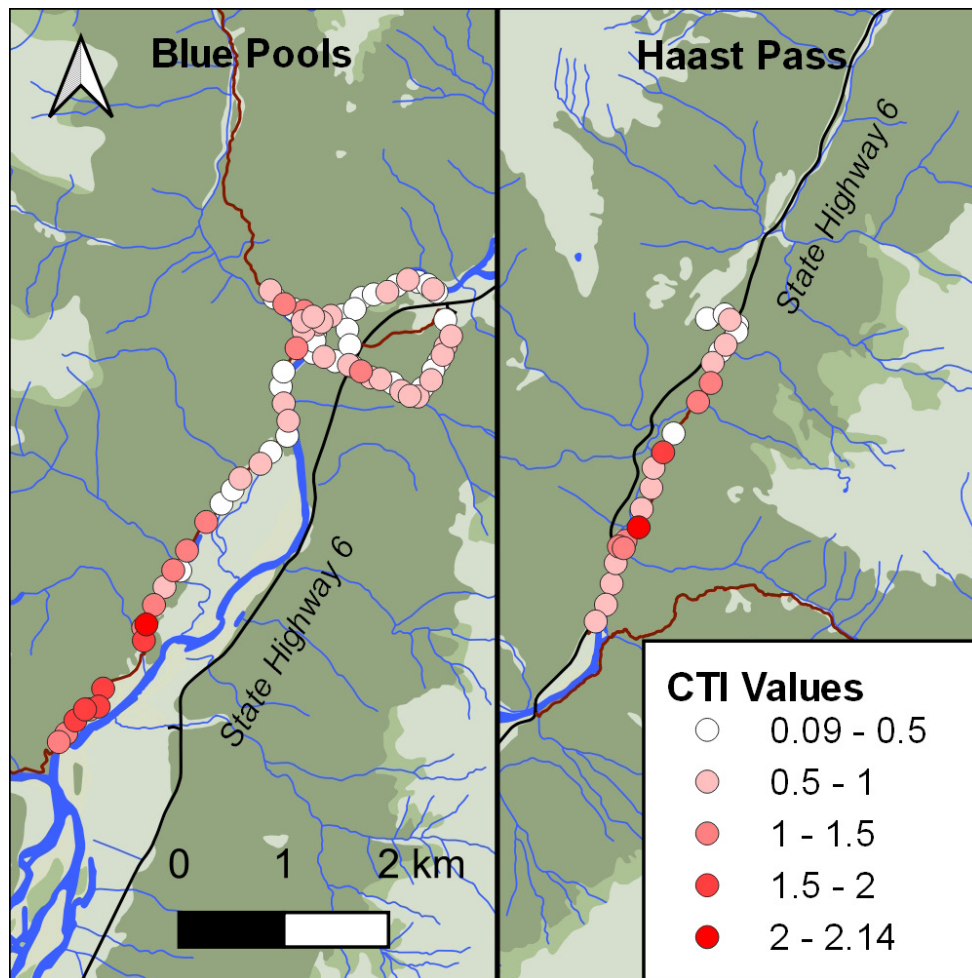 Blue Pools
Haast Pass
State Highway 6
State Highway 6
CTI Values
0.09 - 0.5
0.5 - 1
1 - 1.5
1.5 - 2
2 - 2.14
0 1 2 km